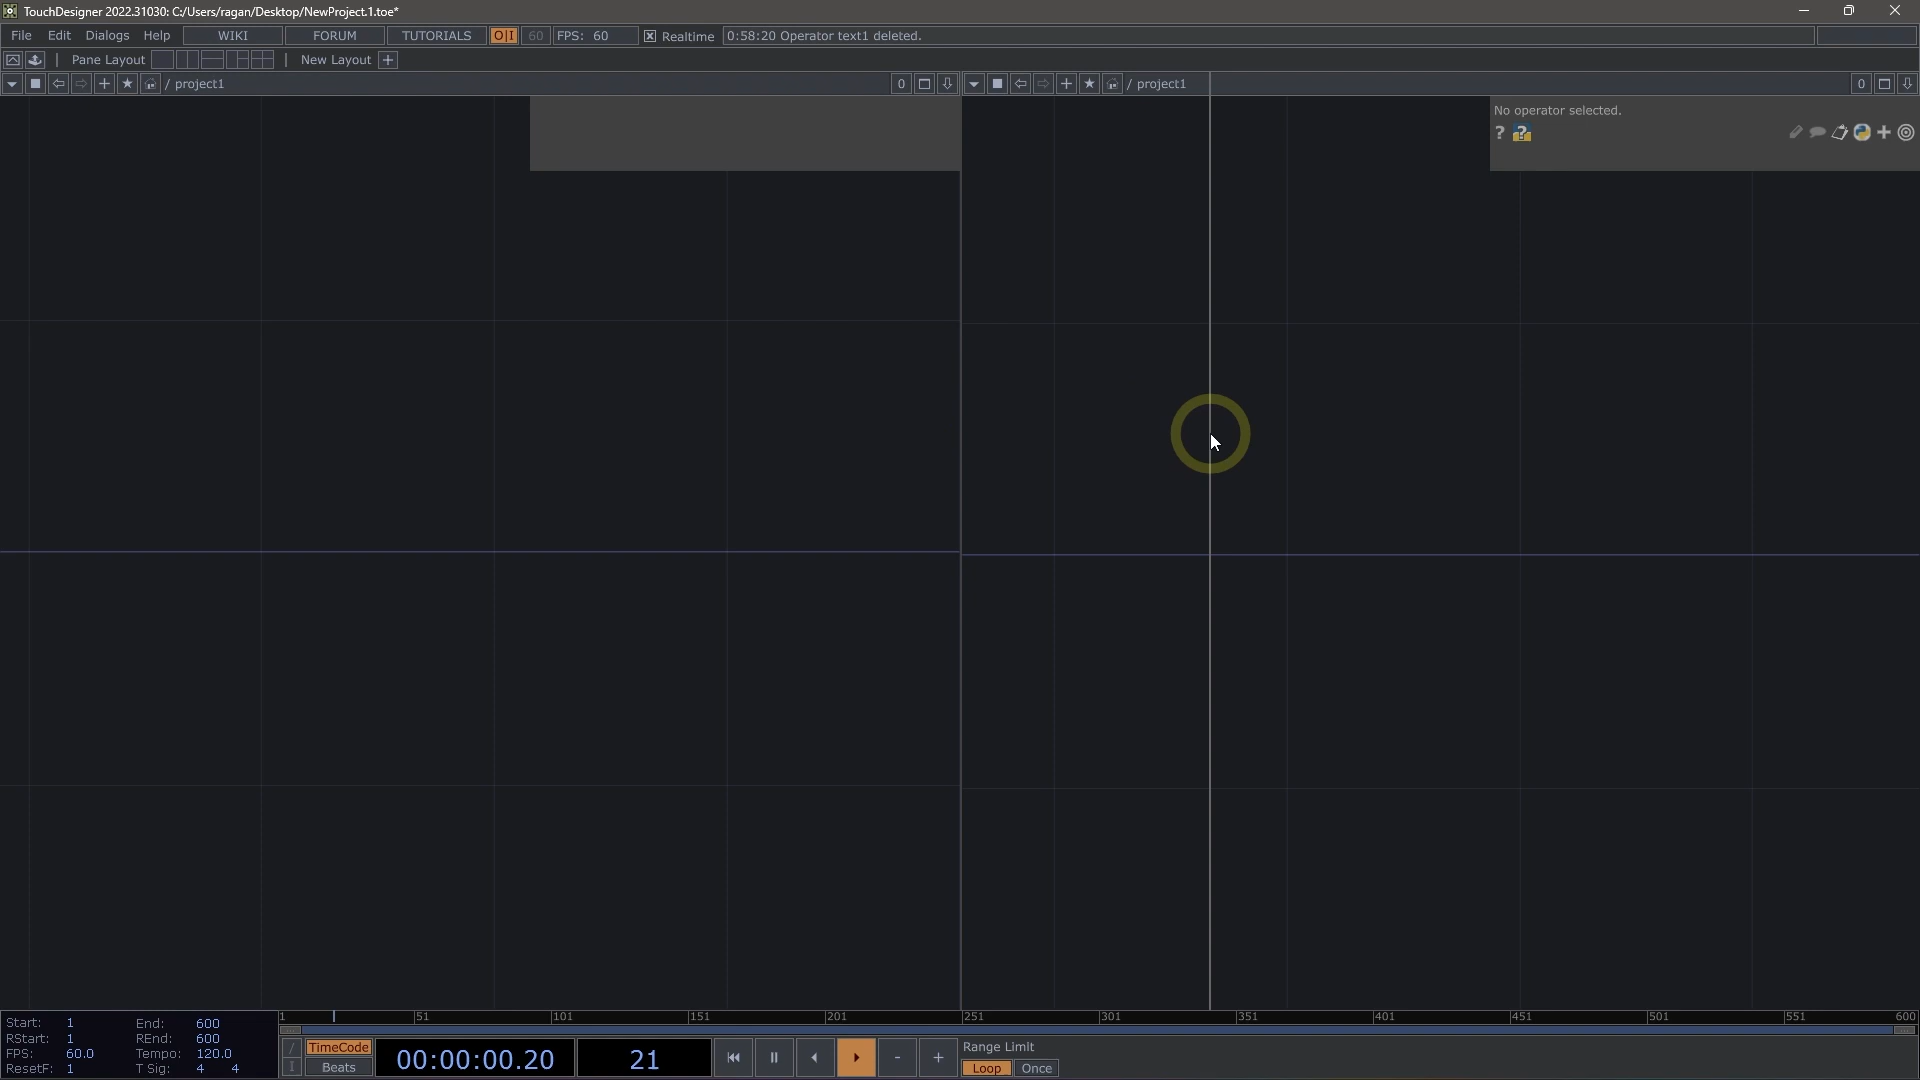 TouchDesigner 2022.31030: C:/Users/ragan/Desktop/NewProject.1.toe*
File Edit Dialogs Help WIKI FORUM TUTORIALS O|I 60 FPS: 60 Realtime 0:58:20 Operator text1 deleted.
Pane Layout New Layout +
/ project1 0 / project1 0
No operator selected.
? ?
1 51 101 151 201 251 301 351 401 451 501 551 600
Start: 1 End: 600
RStart: 1 REnd: 600
FPS: 60.0 Tempo: 120.0
ResetF: 1 T Sig: 4 4
/ TimeCode
I Beats
00:00:00.20 21 - +
Range Limit
Loop Once